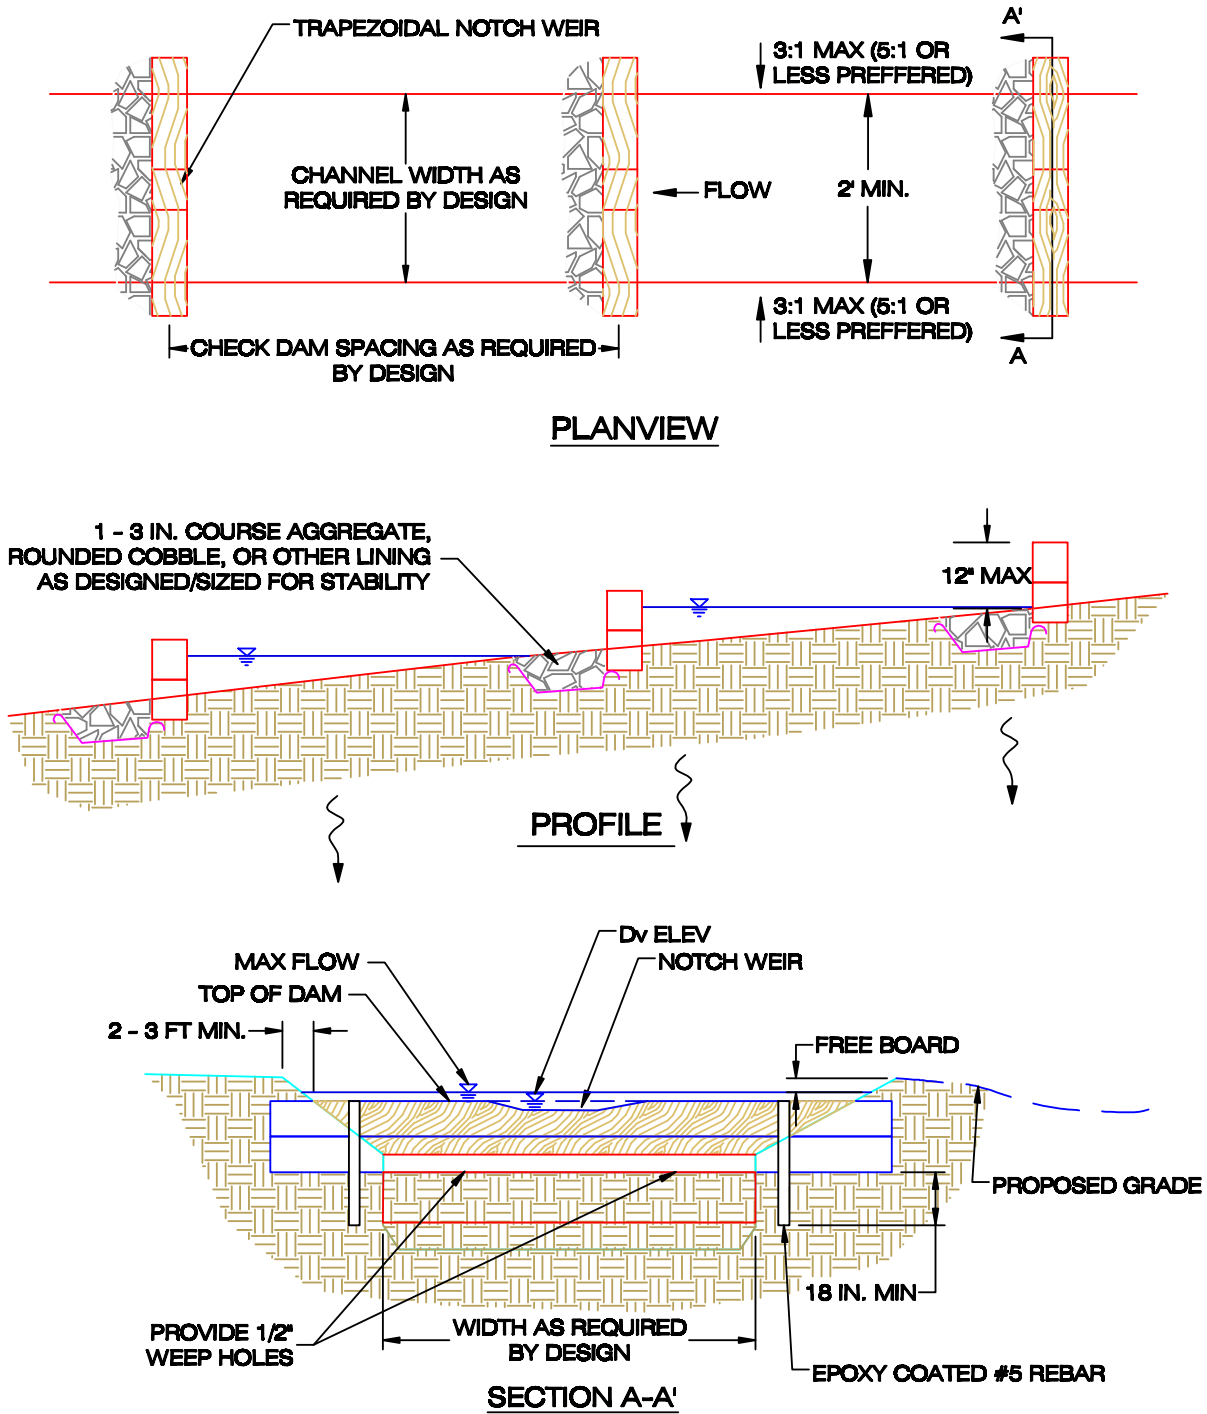 TRAPEZOIDAL NOTCH WEIR
A'
3:1 MAX (5:1 OR
LESS PREFFERED)
CHANNEL WIDTH AS
REQUIRED BY DESIGN
FLOW
2' MIN.
3:1 MAX (5:1 OR
LESS PREFFERED)
A
CHECK DAM SPACING AS REQUIRED
BY DESIGN
PLANVIEW
1 - 3 IN. COURSE AGGREGATE,
ROUNDED COBBLE, OR OTHER LINING
AS DESIGNED/SIZED FOR STABILITY
12" MAX
PROFILE
Dv ELEV
MAX FLOW
NOTCH WEIR
TOP OF DAM
2 - 3 FT MIN.
FREE BOARD
PROPOSED GRADE
18 IN. MIN
PROVIDE 1/2"
WEEP HOLES
WIDTH AS REQUIRED
BY DESIGN
EPOXY COATED #5 REBAR
SECTION A-A'